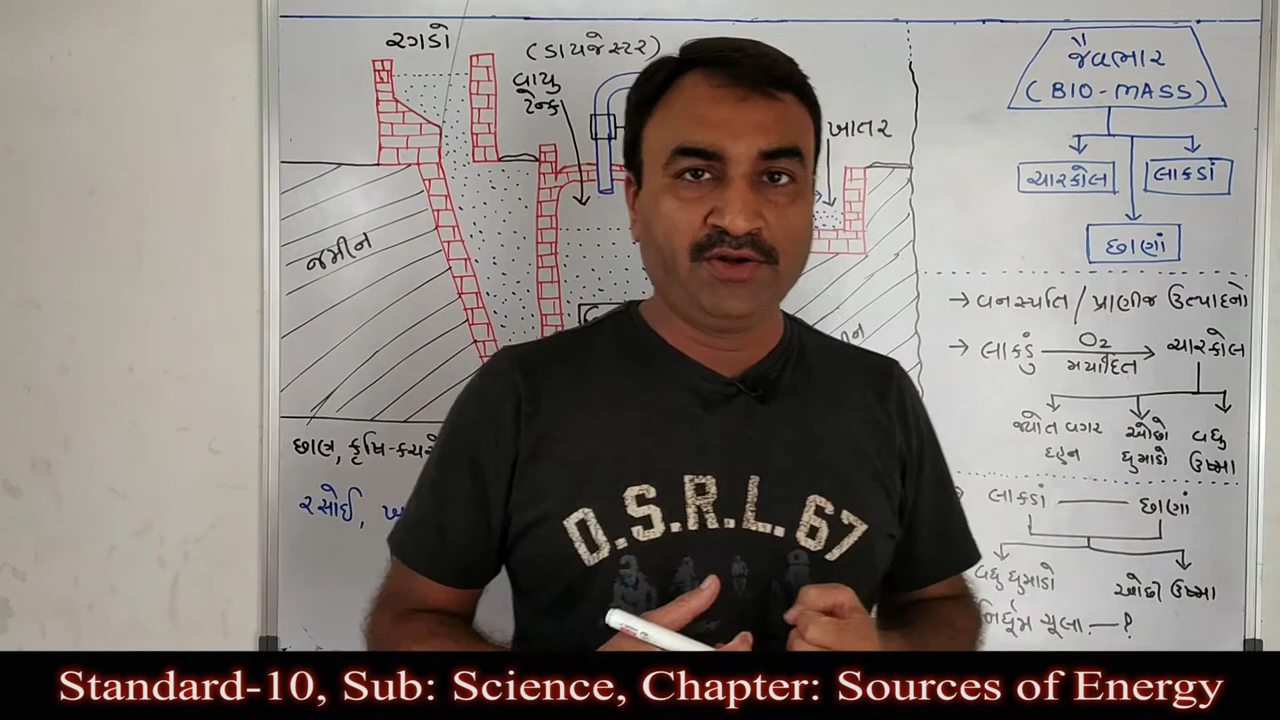 રગડો
(ડાયજેસ્ટર)
વાયુ
ટેન્ક
ખાતર
જમીન
છાણ, કૃષિ-કચરો
રસોઈ,
જૈવભાર
(BIO-MASS)
ચારકોલ
લાકડાં
છાણાં
→ વનસ્પતિ / પ્રાણીજ ઉત્પાદનો
→ લાકડું O₂ મર્યાદિત → ચારકોલ
જ્યોત વગર દહન
ઓછો ધુમાડો
વધુ ઉષ્મા
લાકડાં — છાણાં
વધુ ધુમાડો
ઓછી ઉષ્મા
નિર્ધૂમ ચૂલા — ?
D.S.R.L.67
Standard-10, Sub: Science, Chapter: Sources of Energy